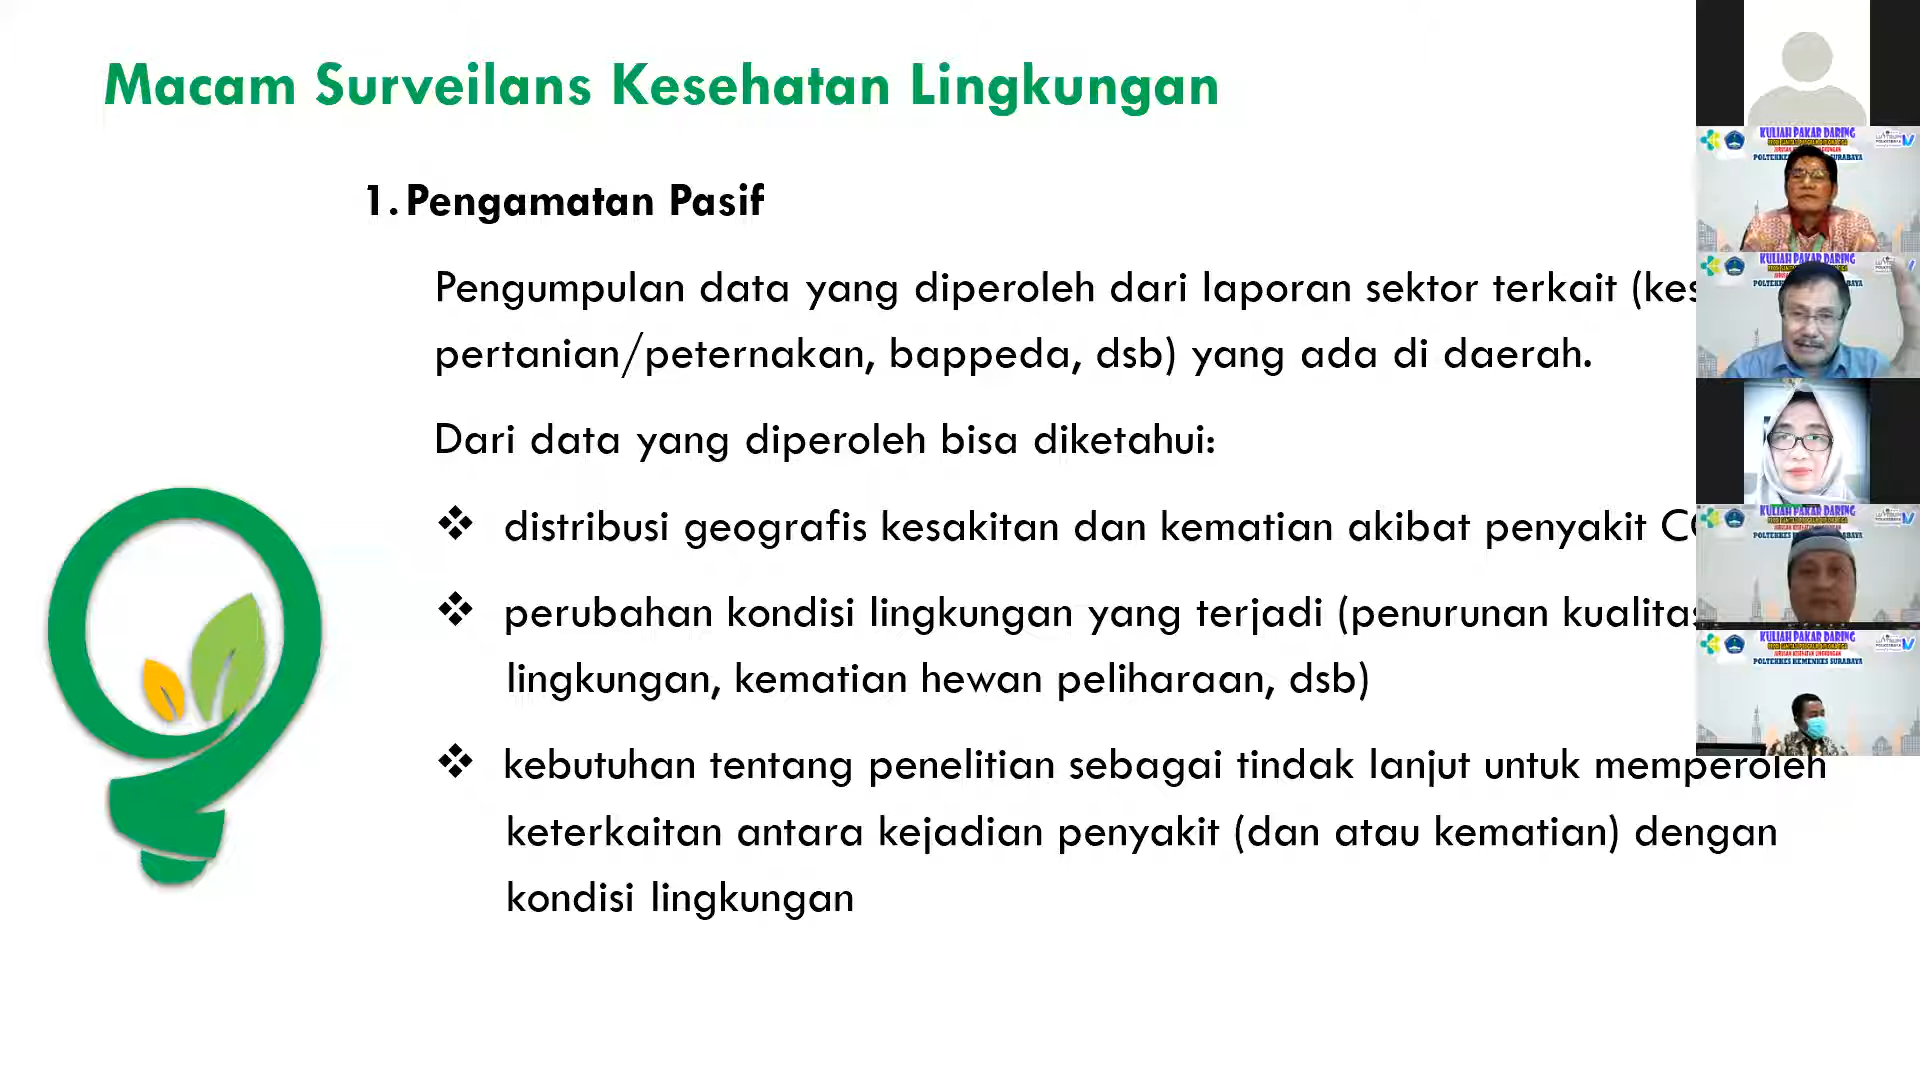 Macam Surveilans Kesehatan Lingkungan
1. Pengamatan Pasif
Pengumpulan data yang diperoleh dari laporan sektor terkait
pertanian/peternakan, bappeda, dsb) yang ada di daerah.
Dari data yang diperoleh bisa diketahui:
❖ distribusi geografis kesakitan dan kematian akibat penyakit
❖ perubahan kondisi lingkungan yang terjadi (penurunan kualitas
lingkungan, kematian hewan peliharaan, dsb)
❖ kebutuhan tentang penelitian sebagai tindak lanjut untuk memperoleh
keterkaitan antara kejadian penyakit (dan atau kematian) dengan
kondisi lingkungan
KULIAH PAKAR DARING
KULIAH PAKAR DARING
KULIAH PAKAR DARING
JURUSAN KESEHATAN LINGKUNGAN
POLTEKKES KEMENKES SURABAYA